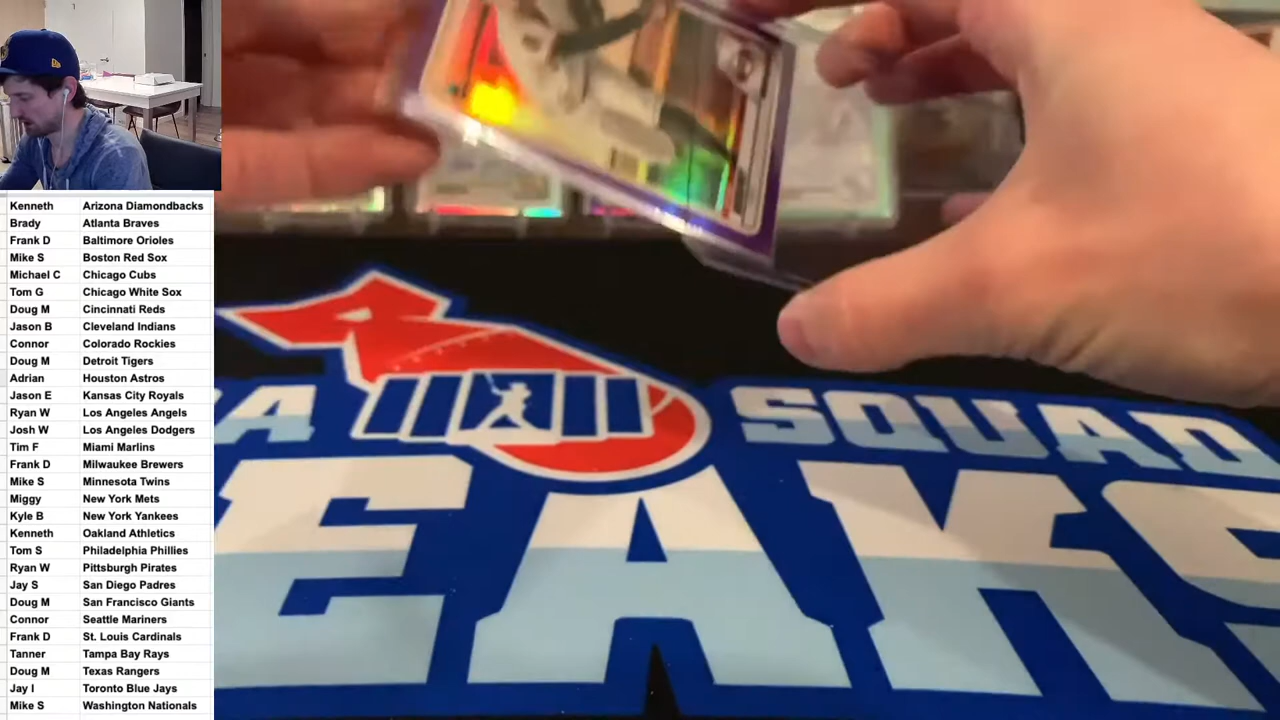 Kenneth Arizona Diamondbacks
Brady Atlanta Braves
Frank D Baltimore Orioles
Mike S Boston Red Sox
Michael C Chicago Cubs
Tom G Chicago White Sox
Doug M Cincinnati Reds
Jason B Cleveland Indians
Connor Colorado Rockies
Doug M Detroit Tigers
Adrian Houston Astros
Jason E Kansas City Royals
Ryan W Los Angeles Angels
Josh W Los Angeles Dodgers
Tim F Miami Marlins
Frank D Milwaukee Brewers
Mike S Minnesota Twins
Miggy New York Mets
Kyle B New York Yankees
Kenneth Oakland Athletics
Tom S Philadelphia Phillies
Ryan W Pittsburgh Pirates
Jay S San Diego Padres
Doug M San Francisco Giants
Connor Seattle Mariners
Frank D St. Louis Cardinals
Tanner Tampa Bay Rays
Doug M Texas Rangers
Jay I Toronto Blue Jays
Mike S Washington Nationals
A SQUAD
EAKS